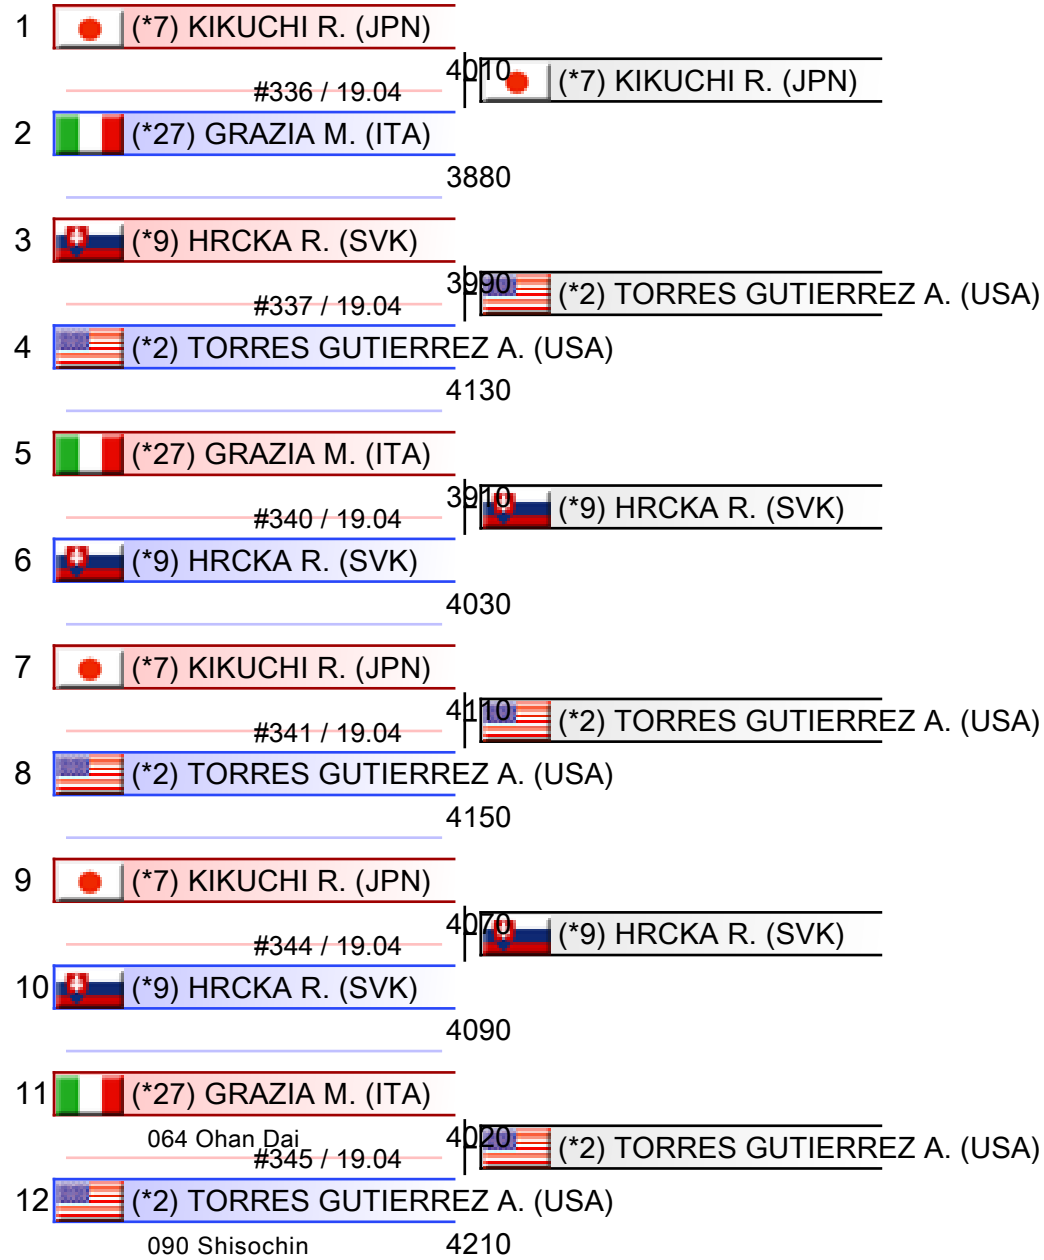 1 (*7) KIKUCHI R. (JPN)
4010
#336 / 19.04
(*7) KIKUCHI R. (JPN)
2 (*27) GRAZIA M. (ITA)
3880
3 (*9) HRCKA R. (SVK)
3990
#337 / 19.04
(*2) TORRES GUTIERREZ A. (USA)
4 (*2) TORRES GUTIERREZ A. (USA)
4130
5 (*27) GRAZIA M. (ITA)
3910
#340 / 19.04
(*9) HRCKA R. (SVK)
6 (*9) HRCKA R. (SVK)
4030
7 (*7) KIKUCHI R. (JPN)
4110
#341 / 19.04
(*2) TORRES GUTIERREZ A. (USA)
8 (*2) TORRES GUTIERREZ A. (USA)
4150
9 (*7) KIKUCHI R. (JPN)
4070
#344 / 19.04
(*9) HRCKA R. (SVK)
10 (*9) HRCKA R. (SVK)
4090
11 (*27) GRAZIA M. (ITA)
064 Ohan Dai
4020
#345 / 19.04
(*2) TORRES GUTIERREZ A. (USA)
12 (*2) TORRES GUTIERREZ A. (USA)
090 Shisochin
4210